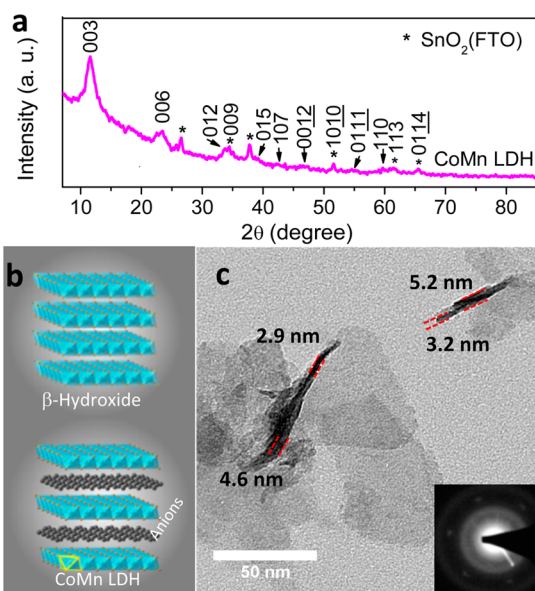 a
003
006
*
012
*
009
*
015
107
0012
*
1010
0111
110
*
113
*
0114
* SnO₂(FTO)
CoMn LDH
Intensity (a. u.)
10 20 30 40 50 60 70 80
2θ (degree)
b
β-Hydroxide
Anions
CoMn LDH
c
5.2 nm
3.2 nm
2.9 nm
4.6 nm
50 nm